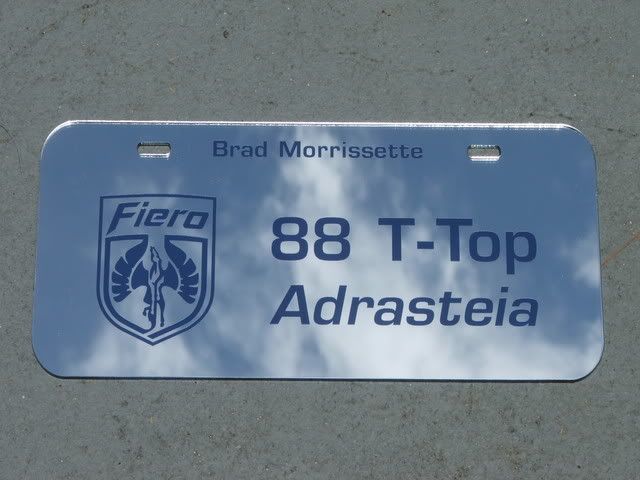 Brad Morrissette
Fiero
88 T-Top
Adrasteia